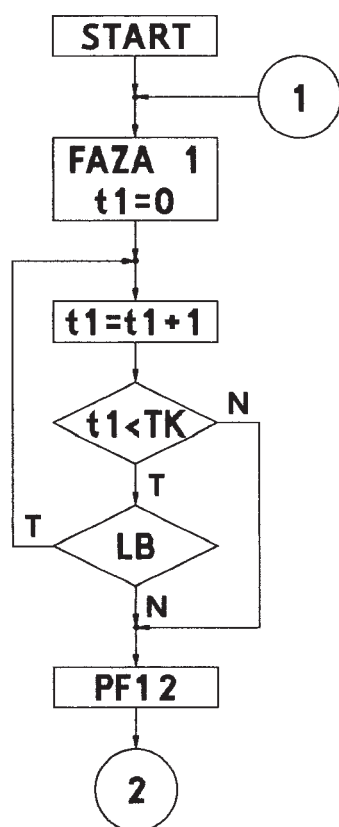 START
1
FAZA 1
t1=0
t1=t1+1
t1<TK
N
T
T
LB
N
PF12
2